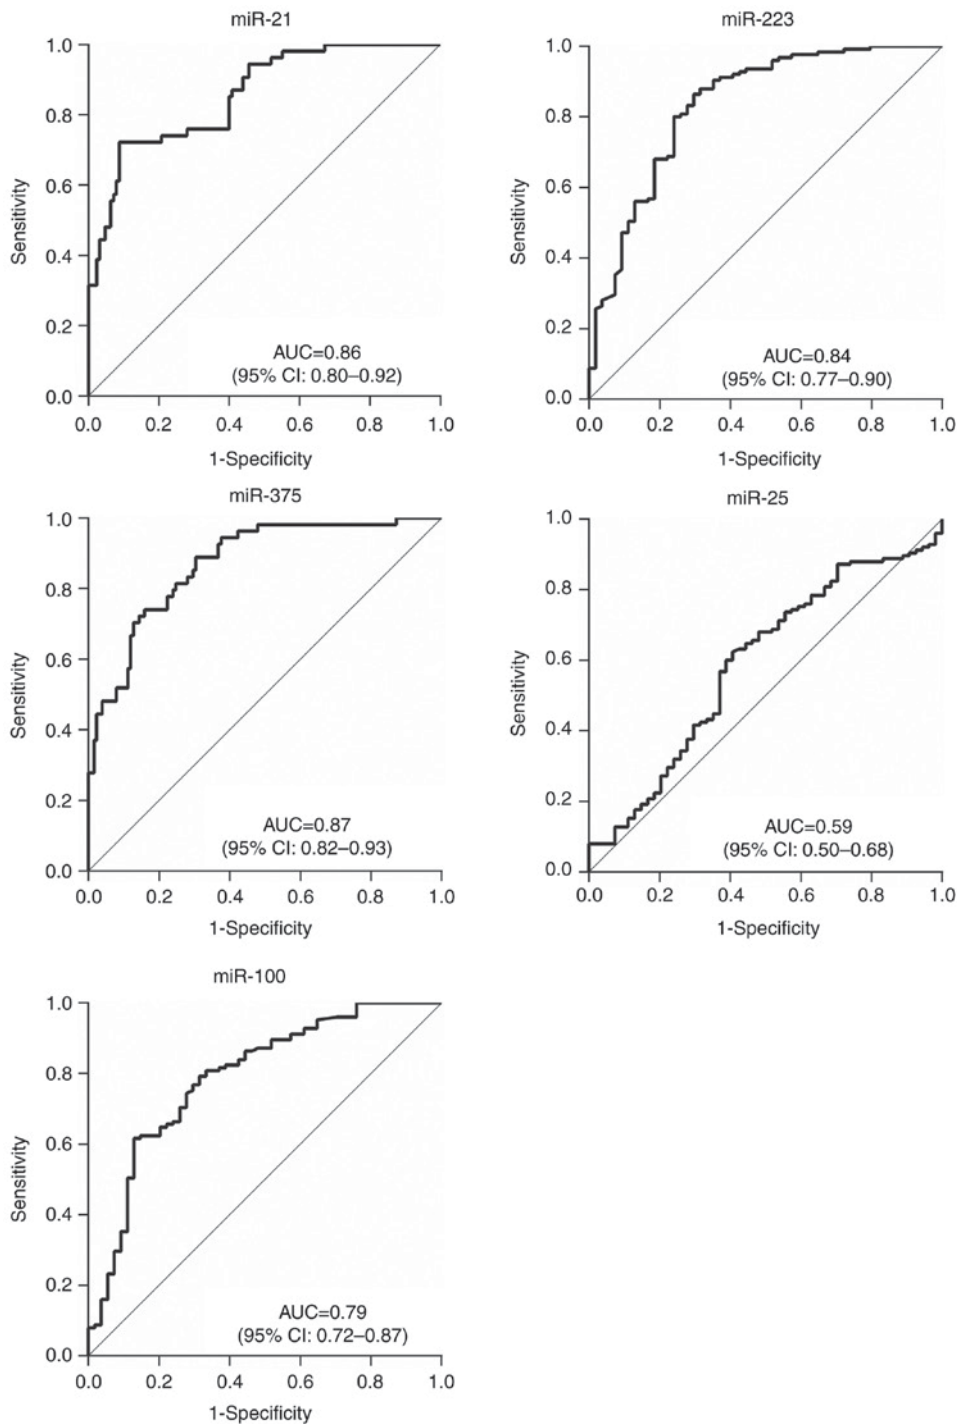 miR-21
1.0
0.8
0.6
0.4
0.2
0.0
Sensitivity
AUC=0.86
(95% CI: 0.80–0.92)
0.0 0.2 0.4 0.6 0.8 1.0
1-Specificity
miR-223
1.0
0.8
0.6
0.4
0.2
0.0
Sensitivity
AUC=0.84
(95% CI: 0.77–0.90)
0.0 0.2 0.4 0.6 0.8 1.0
1-Specificity
miR-375
1.0
0.8
0.6
0.4
0.2
0.0
Sensitivity
AUC=0.87
(95% CI: 0.82–0.93)
0.0 0.2 0.4 0.6 0.8 1.0
1-Specificity
miR-25
1.0
0.8
0.6
0.4
0.2
0.0
Sensitivity
AUC=0.59
(95% CI: 0.50–0.68)
0.0 0.2 0.4 0.6 0.8 1.0
1-Specificity
miR-100
1.0
0.8
0.6
0.4
0.2
0.0
Sensitivity
AUC=0.79
(95% CI: 0.72–0.87)
0.0 0.2 0.4 0.6 0.8 1.0
1-Specificity